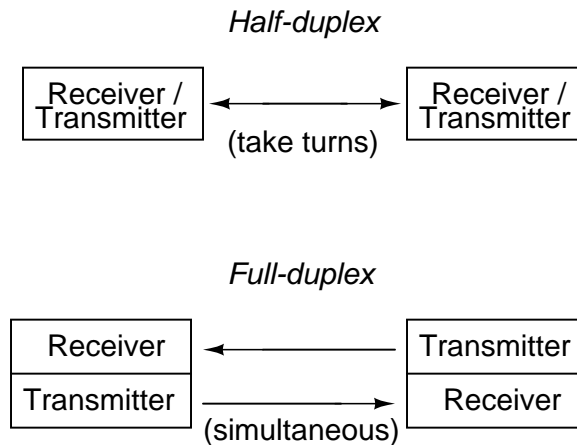 Half-duplex
Receiver /
Transmitter
Receiver /
Transmitter
(take turns)
Full-duplex
Receiver
Transmitter
Transmitter
Receiver
(simultaneous)